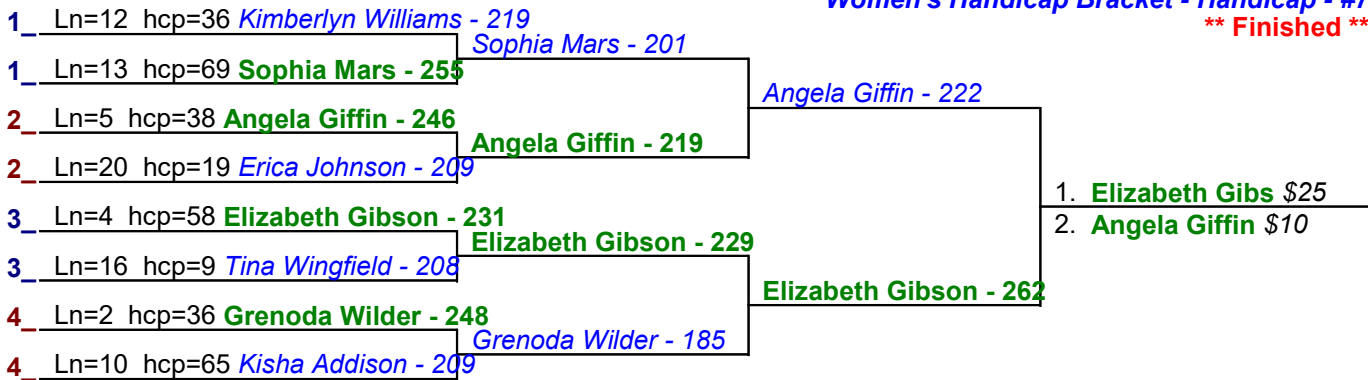 Women's Handicap Bracket - Handicap - #7
** Finished **
1_ Ln=12 hcp=36 Kimberlyn Williams - 219
Sophia Mars - 201
1_ Ln=13 hcp=69 Sophia Mars - 255
Angela Giffin - 222
2_ Ln=5 hcp=38 Angela Giffin - 246
Angela Giffin - 219
2_ Ln=20 hcp=19 Erica Johnson - 209
1. Elizabeth Gibs $25
3_ Ln=4 hcp=58 Elizabeth Gibson - 231
2. Angela Giffin $10
Elizabeth Gibson - 229
3_ Ln=16 hcp=9 Tina Wingfield - 208
Elizabeth Gibson - 262
4_ Ln=2 hcp=36 Grenoda Wilder - 248
Grenoda Wilder - 185
4_ Ln=10 hcp=65 Kisha Addison - 209